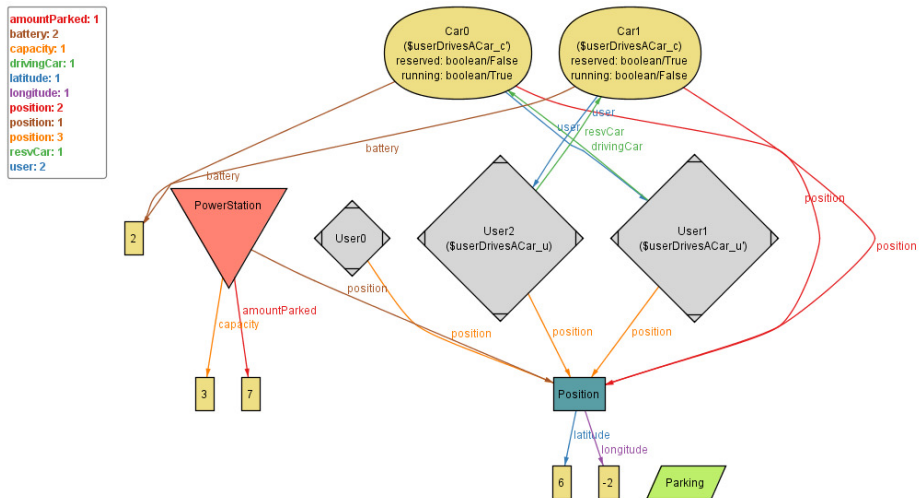 amountParked: 1
battery: 2
capacity: 1
drivingCar: 1
latitude: 1
longitude: 1
position: 2
position: 1
position: 3
resvCar: 1
user: 2
Car0
($userDrivesACar_c')
reserved: boolean/False
running: boolean/True
Car1
($userDrivesACar_c)
reserved: boolean/True
running: boolean/False
user
user
resvCar
drivingCar
battery
battery
position
position
2
PowerStation
User0
User2
($userDrivesACar_u)
User1
($userDrivesACar_u')
position
amountParked
capacity
position
position
position
3
7
Position
latitude
longitude
6
-2
Parking